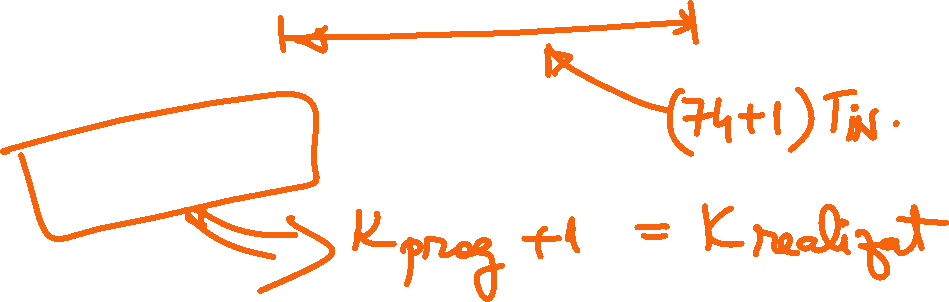 (74+1) TIN.
Kprog +1 = Krealizat